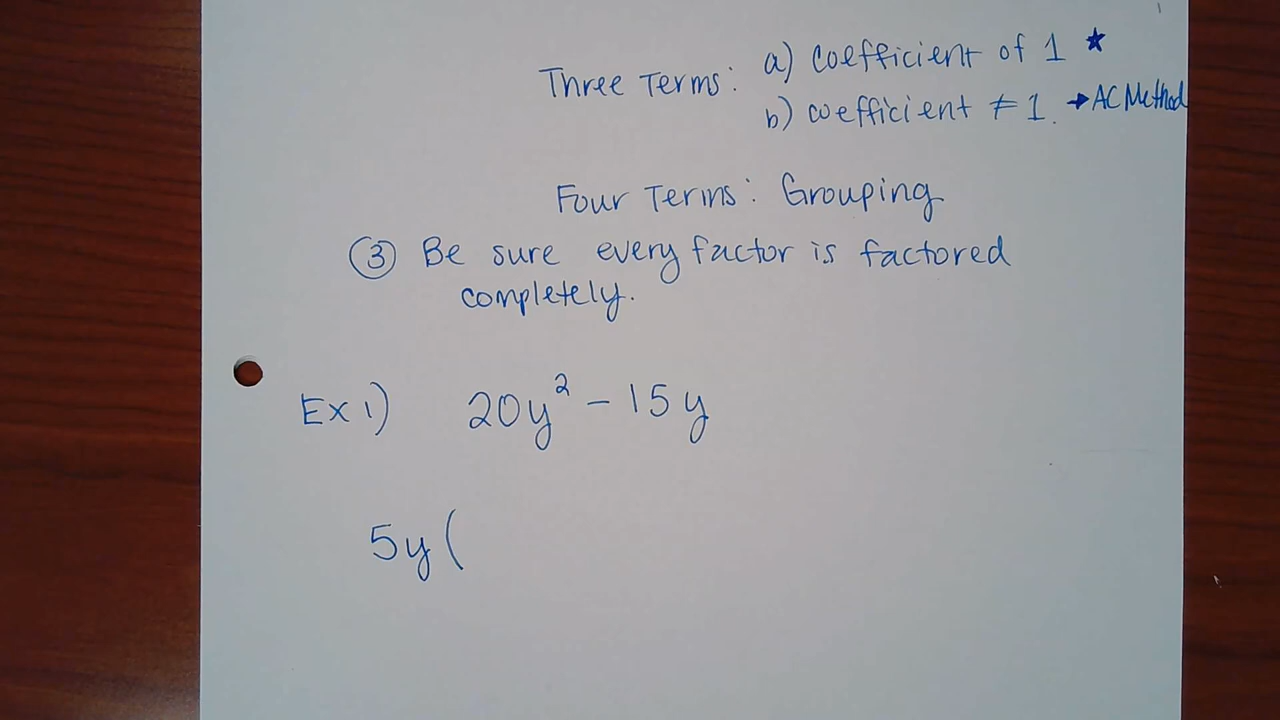 Three Terms: a) coefficient of 1 ★
b) coefficient ≠ 1. → AC Method
Four Terms: Grouping
③ Be sure every factor is factored
completely.
Ex 1) 20y² - 15y
5y (